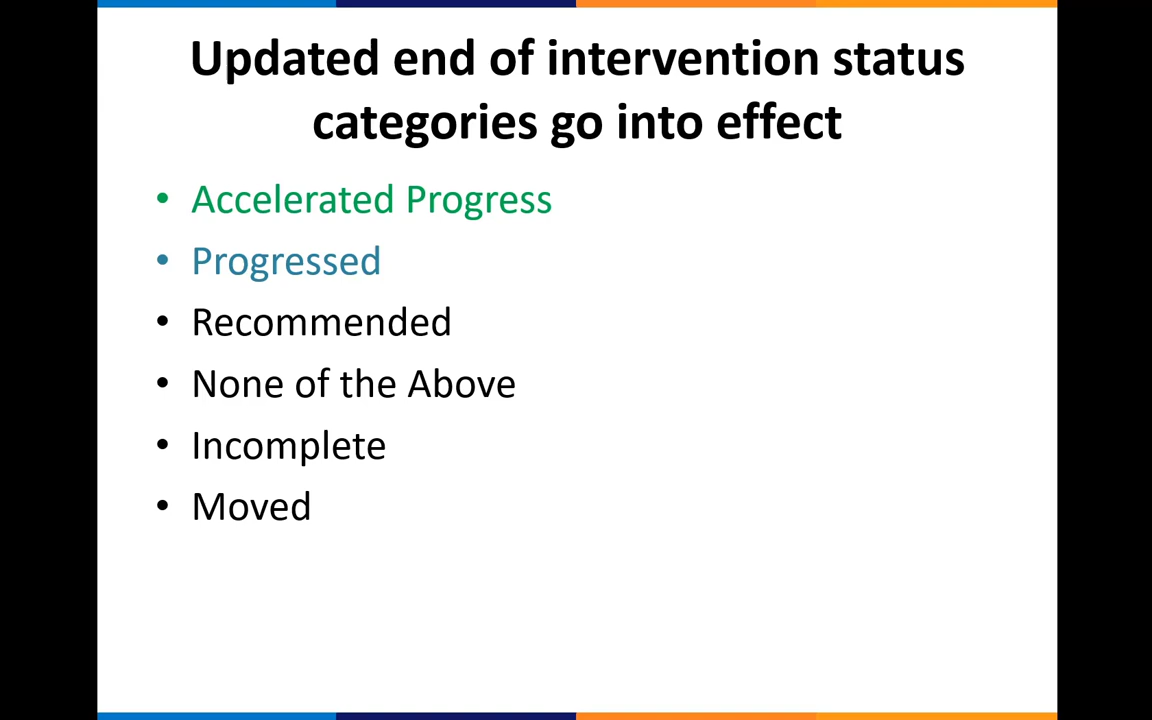 Updated end of intervention status
categories go into effect
• Accelerated Progress
• Progressed
• Recommended
• None of the Above
• Incomplete
• Moved